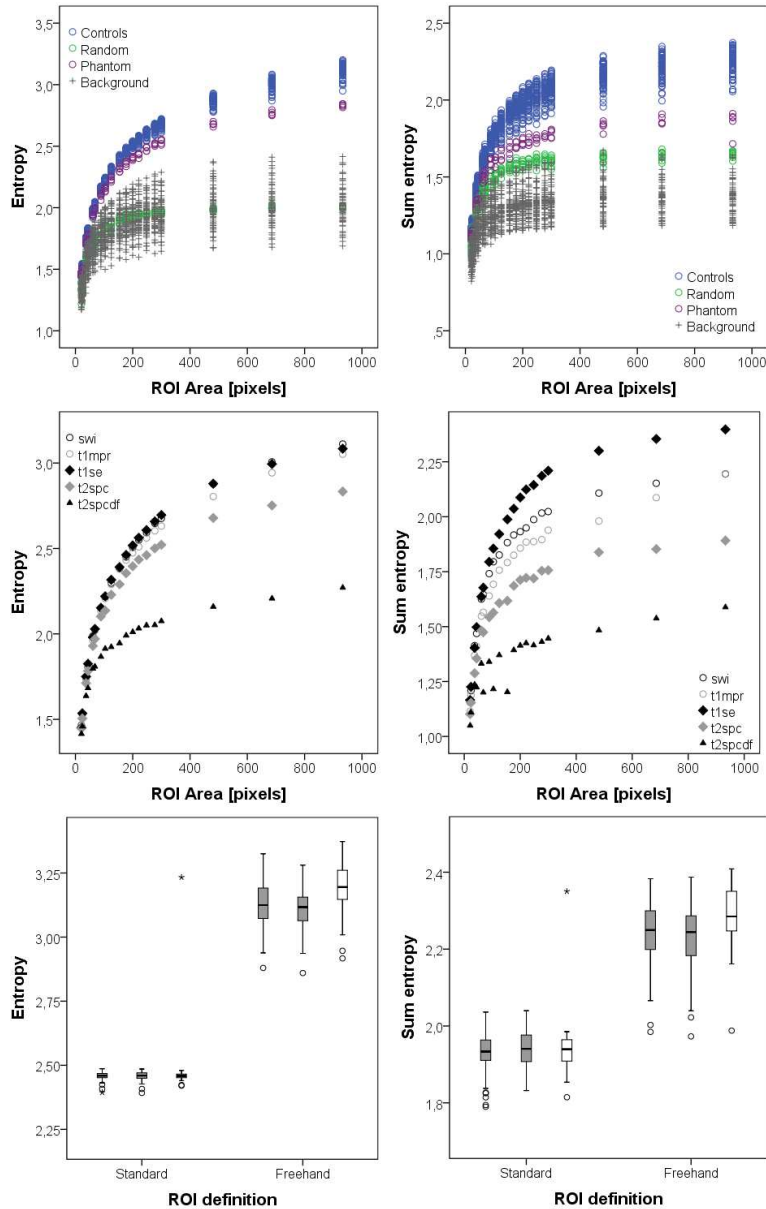 3,5
3,0
2,5
2,0
1,5
1,0
Entropy
Controls
Random
Phantom
Background
0 200 400 600 800 1000
ROI Area [pixels]
2,5
2,0
1,5
1,0
,5
Sum entropy
Controls
Random
Phantom
Background
0 200 400 600 800 1000
ROI Area [pixels]
3,0
2,5
2,0
1,5
Entropy
swi
t1mpr
t1se
t2spc
t2spcdf
0 200 400 600 800 1000
ROI Area [pixels]
2,25
2,00
1,75
1,50
1,25
1,00
Sum entropy
swi
t1mpr
t1se
t2spc
t2spcdf
0 200 400 600 800 1000
ROI Area [pixels]
3,25
3,00
2,75
2,50
2,25
Entropy
Standard Freehand
ROI definition
2,4
2,2
2,0
1,8
Sum entropy
Standard Freehand
ROI definition